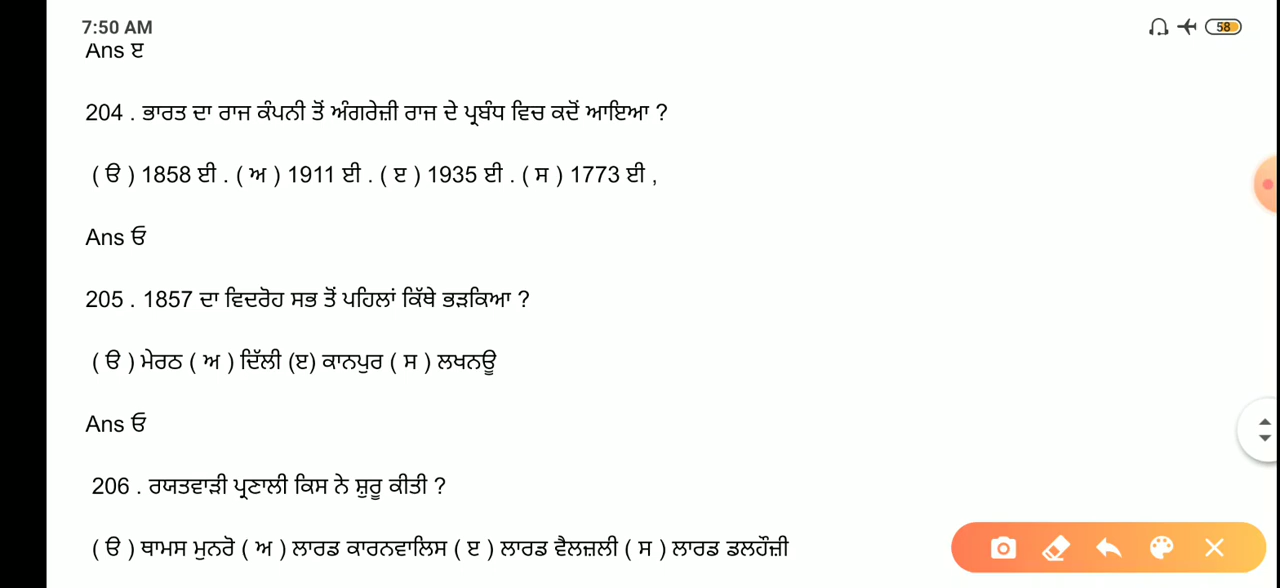 7:50 AM
58
Ans ੲ
204 . ਭਾਰਤ ਦਾ ਰਾਜ ਕੰਪਨੀ ਤੋਂ ਅੰਗਰੇਜ਼ੀ ਰਾਜ ਦੇ ਪ੍ਰਬੰਧ ਵਿਚ ਕਦੋਂ ਆਇਆ ?
( ੳ ) 1858 ਈ . ( ਅ ) 1911 ਈ . ( ੲ ) 1935 ਈ . ( ਸ ) 1773 ਈ ,
Ans ਓ
205 . 1857 ਦਾ ਵਿਦਰੋਹ ਸਭ ਤੋਂ ਪਹਿਲਾਂ ਕਿੱਥੇ ਭੜਕਿਆ ?
( ੳ ) ਮੇਰਠ ( ਅ ) ਦਿੱਲੀ (ੲ) ਕਾਨਪੁਰ ( ਸ ) ਲਖਨਊ
Ans ਓ
206 . ਰਯਤਵਾੜੀ ਪ੍ਰਣਾਲੀ ਕਿਸ ਨੇ ਸ਼ੁਰੂ ਕੀਤੀ ?
( ੳ ) ਥਾਮਸ ਮੁਨਰੋ ( ਅ ) ਲਾਰਡ ਕਾਰਨਵਾਲਿਸ ( ੲ ) ਲਾਰਡ ਵੈਲਜ਼ਲੀ ( ਸ ) ਲਾਰਡ ਡਲਹੌਜ਼ੀ